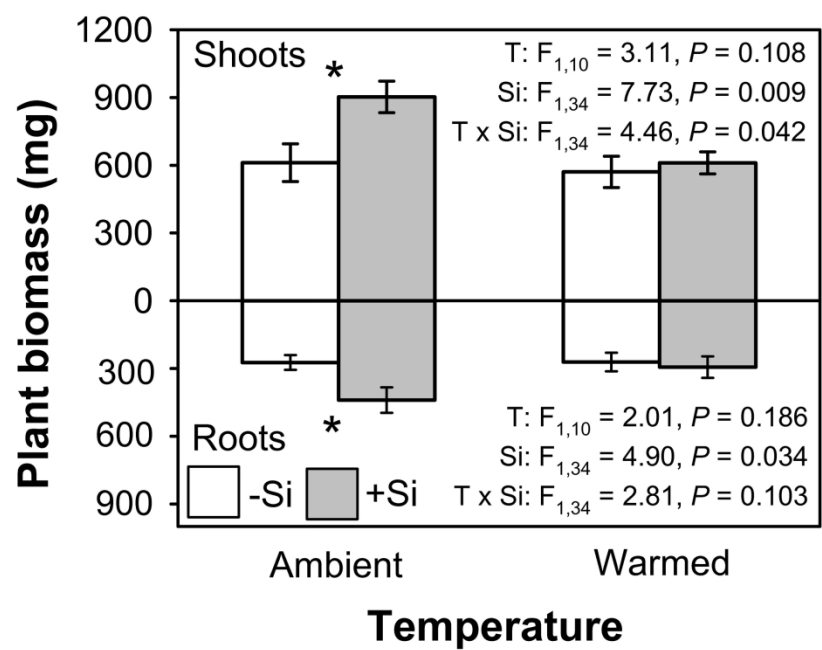 Plant biomass (mg)
1200
900
600
300
0
300
600
900
Shoots
*
T: F1,10 = 3.11, P = 0.108
Si: F1,34 = 7.73, P = 0.009
T x Si: F1,34 = 4.46, P = 0.042
*
Roots
-Si
+Si
T: F1,10 = 2.01, P = 0.186
Si: F1,34 = 4.90, P = 0.034
T x Si: F1,34 = 2.81, P = 0.103
Ambient
Warmed
Temperature